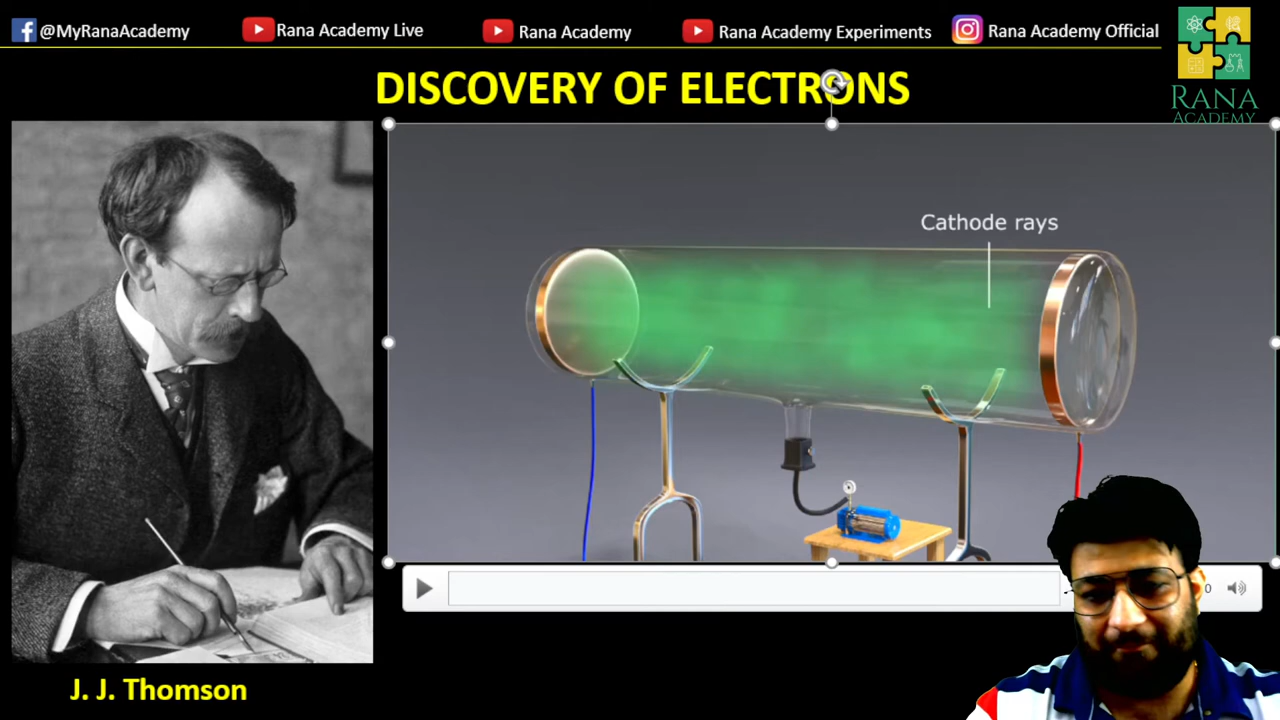 @MyRanaAcademy
Rana Academy Live
Rana Academy
Rana Academy Experiments
Rana Academy Official
RANA
ACADEMY
DISCOVERY OF ELECTRONS
Cathode rays
J. J. Thomson